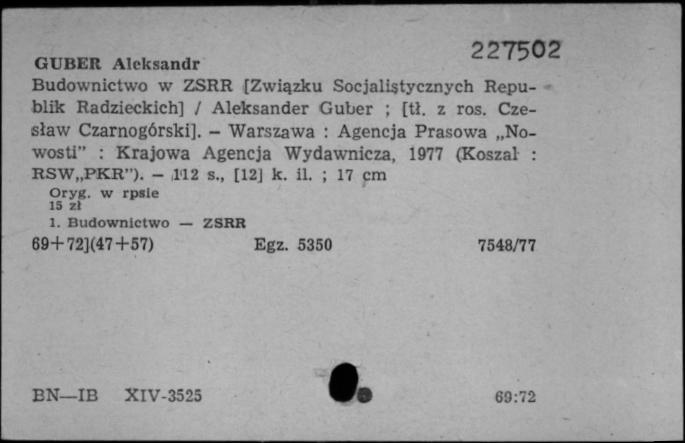 227502
GUBER Aleksandr
Budownictwo w ZSRR [Związku Socjalistycznych Repu-
blik Radzieckich] / Aleksander Guber ; [tł. z ros. Cze-
sław Czarnogórski]. — Warszawa : Agencja Prasowa „No-
wosti” : Krajowa Agencja Wydawnicza, 1977 (Koszal :
RSW„PKR”). — 112 s., [12] k. il. ; 17 cm
Oryg. w rpsie
15 zł
1. Budownictwo — ZSRR
69+72](47+57) Egz. 5350 7548/77
BN—IB XIV-3525 69:72